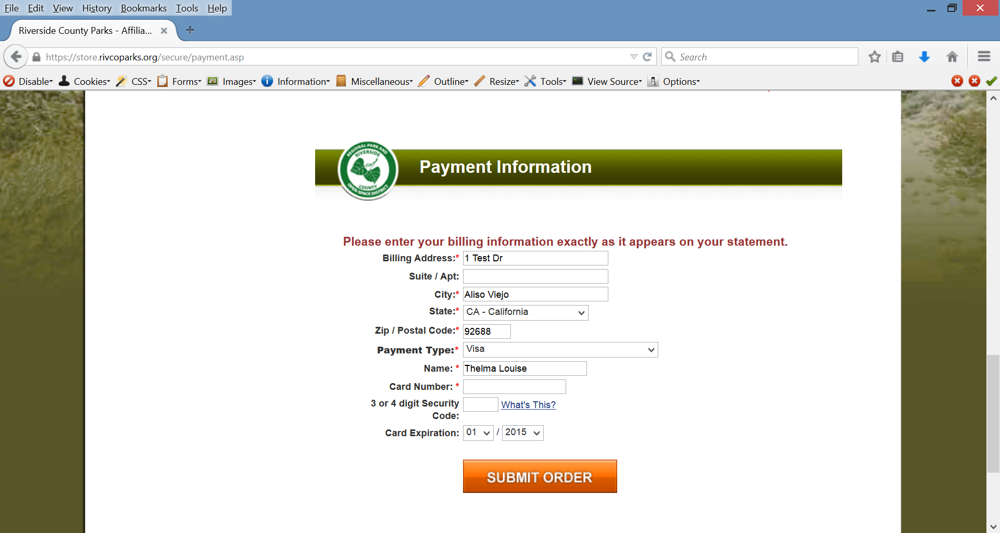 File Edit View History Bookmarks Tools Help
Riverside County Parks - Affilia...
https://store.rivcoparks.org/secure/payment.asp
Search
Disable Cookies CSS Forms Images Information Miscellaneous Outline Resize Tools View Source Options
REGIONAL PARK AND
RIVERSIDE
COUNTY
OPEN-SPACE DISTRICT
Payment Information
Please enter your billing information exactly as it appears on your statement.
Billing Address:* 1 Test Dr
Suite / Apt:
City:* Aliso Viejo
State:* CA - California
Zip / Postal Code:* 92688
Payment Type:* Visa
Name: * Thelma Louise
Card Number: *
3 or 4 digit Security What's This?
Code:
Card Expiration: 01 / 2015
SUBMIT ORDER